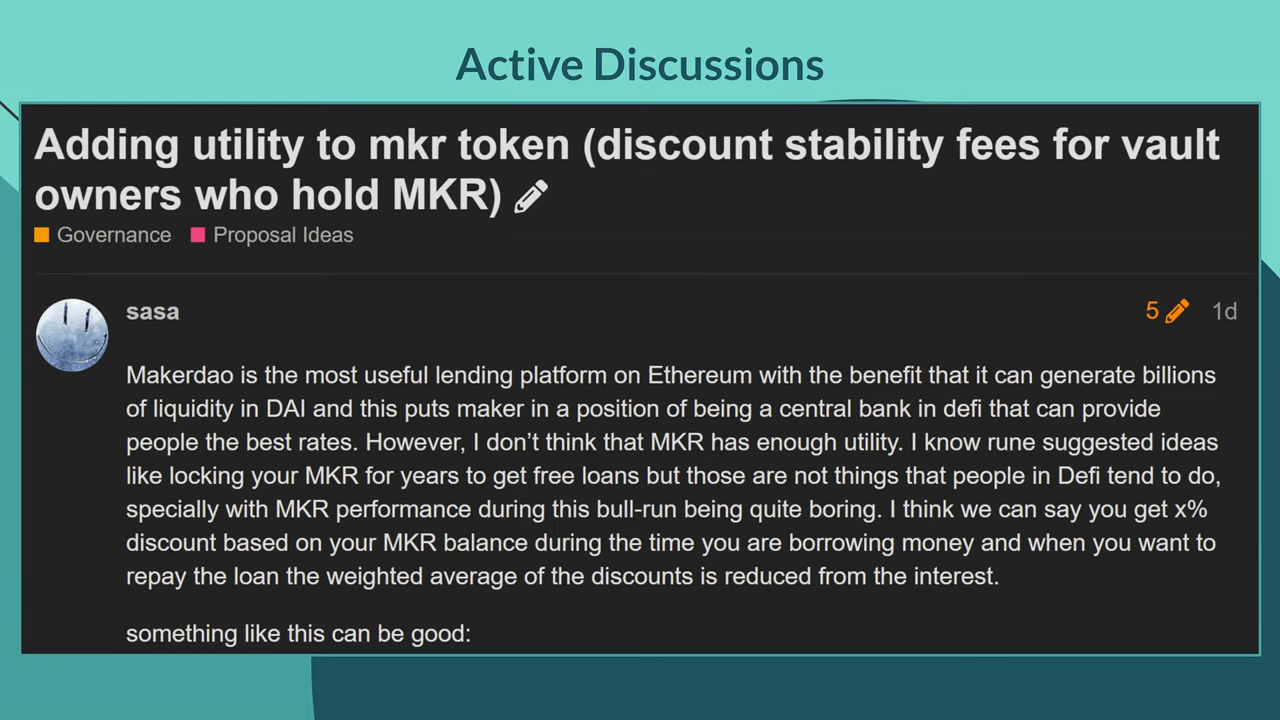 Active Discussions
Adding utility to mkr token (discount stability fees for vault
owners who hold MKR)
Governance Proposal Ideas
sasa 5 1d
Makerdao is the most useful lending platform on Ethereum with the benefit that it can generate billions
of liquidity in DAI and this puts maker in a position of being a central bank in defi that can provide
people the best rates. However, I don’t think that MKR has enough utility. I know rune suggested ideas
like locking your MKR for years to get free loans but those are not things that people in Defi tend to do,
specially with MKR performance during this bull-run being quite boring. I think we can say you get x%
discount based on your MKR balance during the time you are borrowing money and when you want to
repay the loan the weighted average of the discounts is reduced from the interest.
something like this can be good: